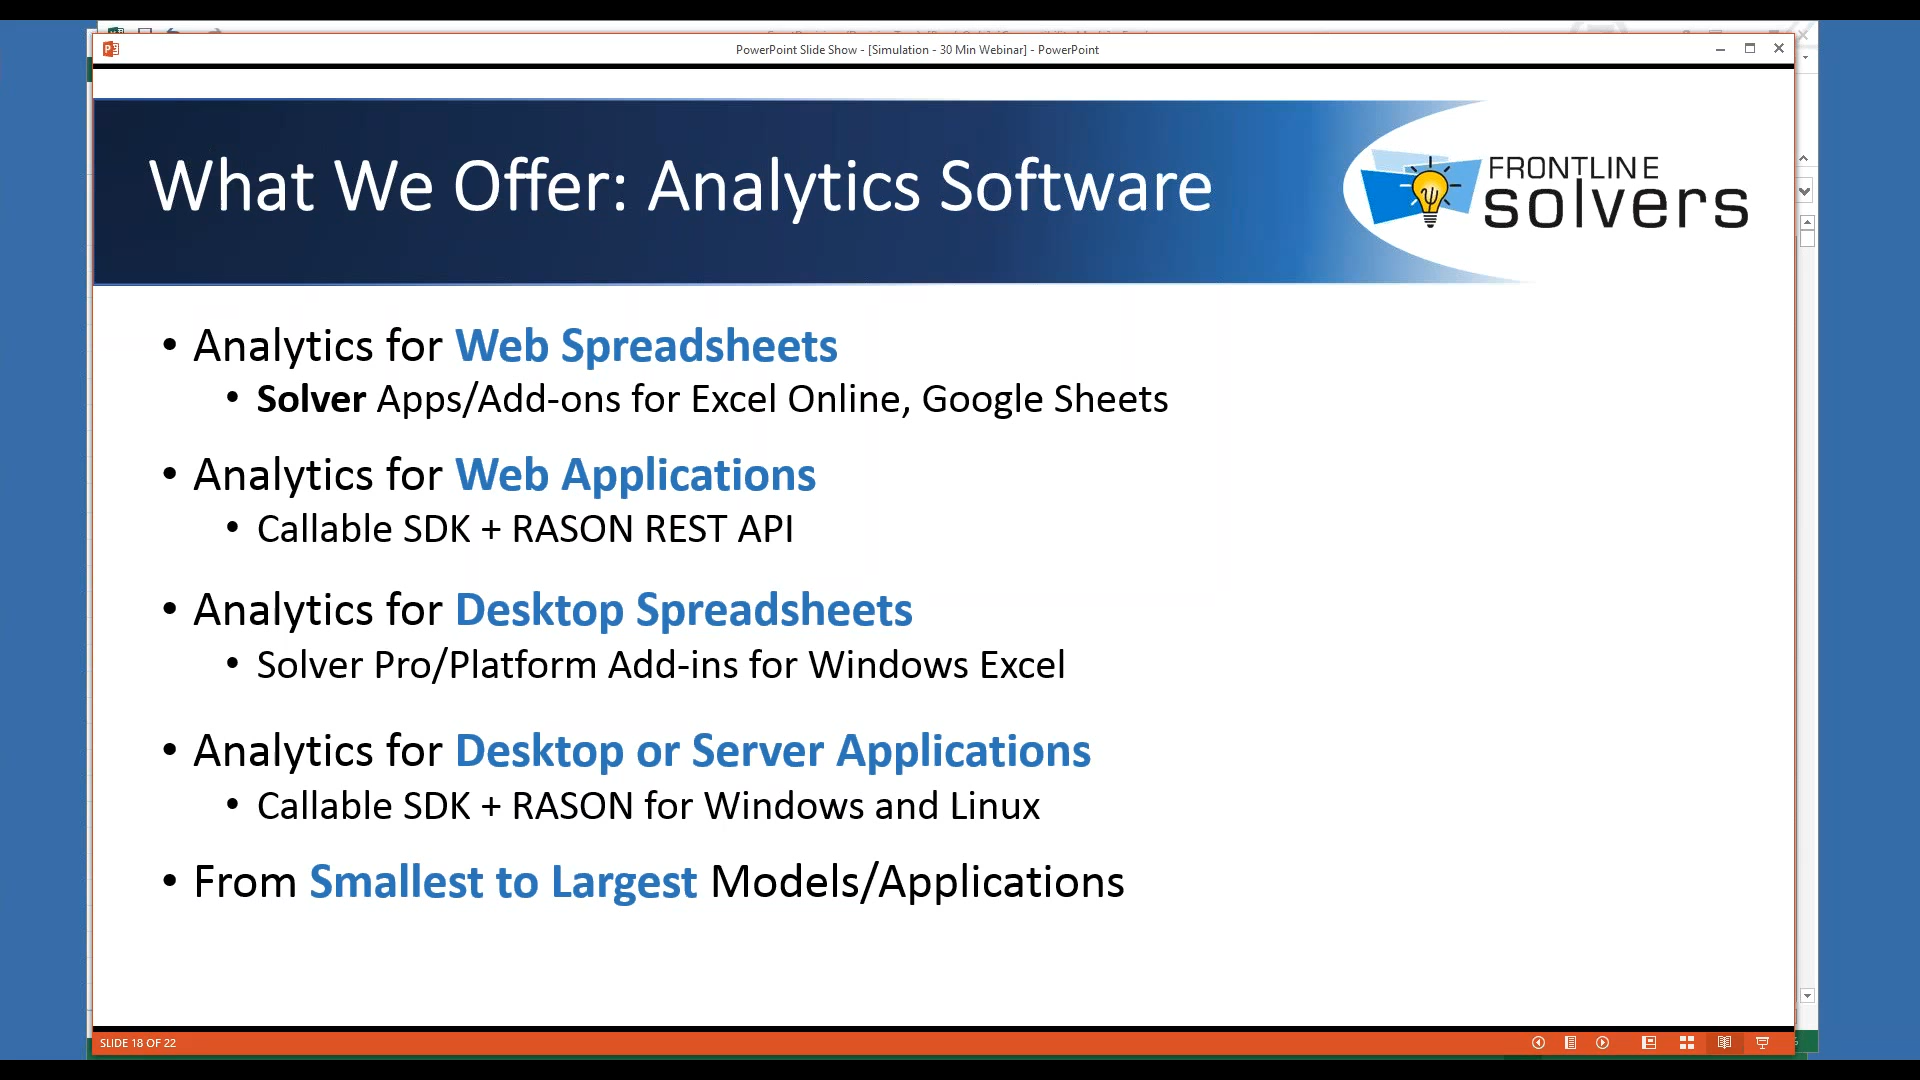 PowerPoint Slide Show - [Simulation - 30 Min Webinar] - PowerPoint
What We Offer: Analytics Software
FRONTLINE
solvers
• Analytics for Web Spreadsheets
• Solver Apps/Add-ons for Excel Online, Google Sheets
• Analytics for Web Applications
• Callable SDK + RASON REST API
• Analytics for Desktop Spreadsheets
• Solver Pro/Platform Add-ins for Windows Excel
• Analytics for Desktop or Server Applications
• Callable SDK + RASON for Windows and Linux
• From Smallest to Largest Models/Applications
SLIDE 18 OF 22